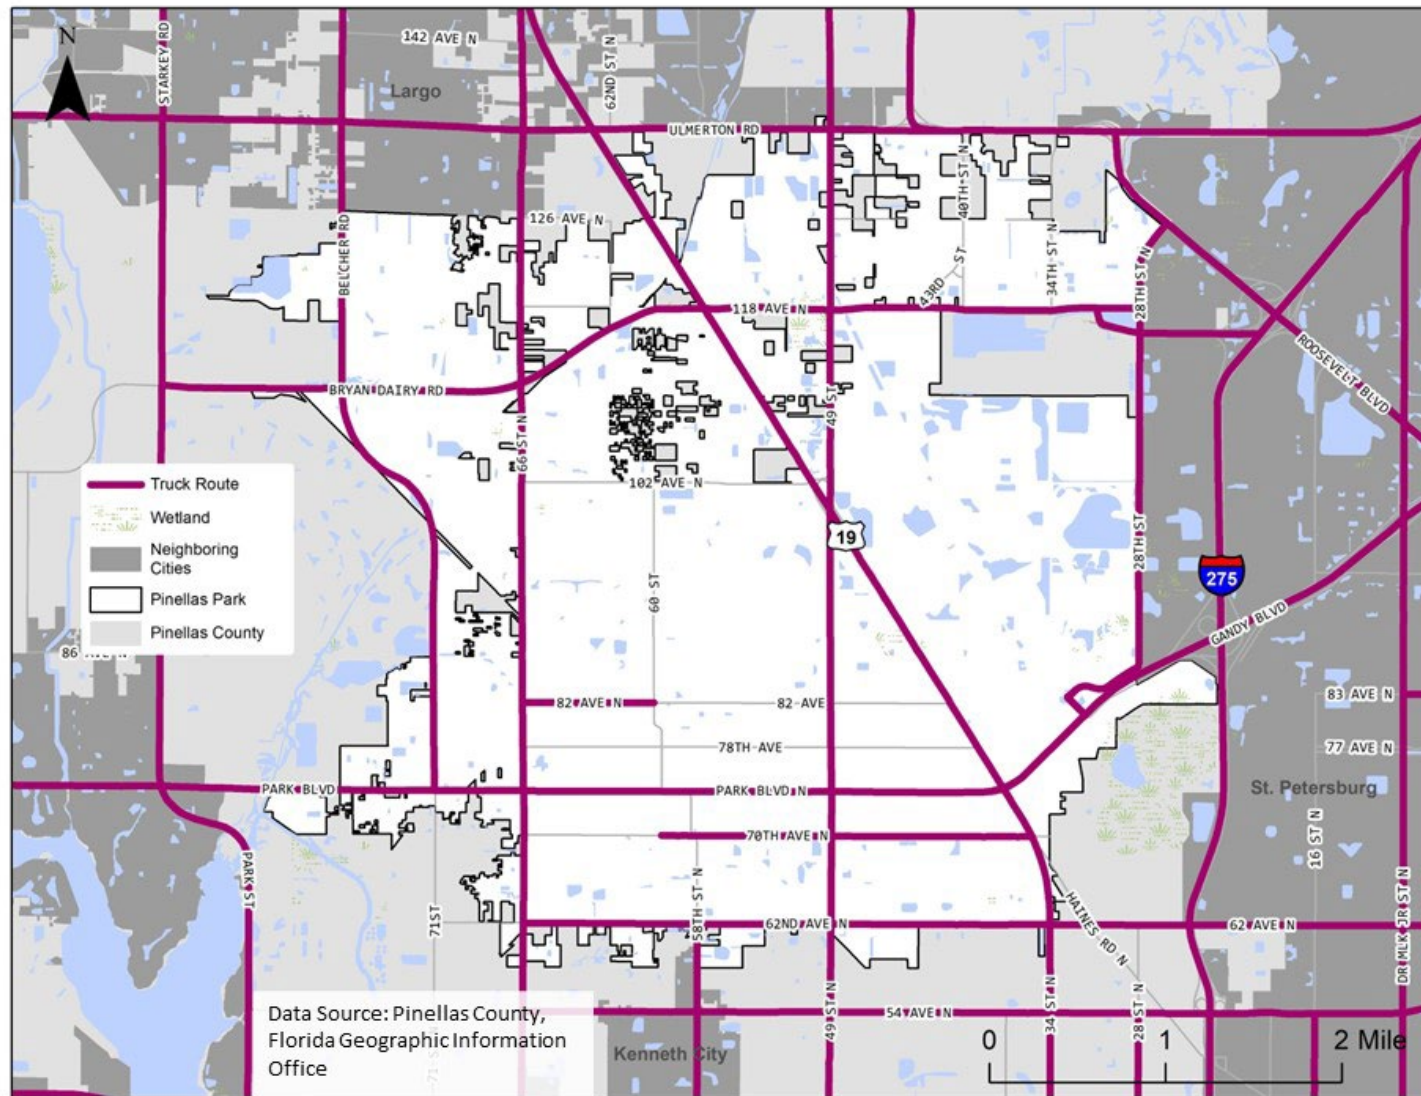 N
STARKEY RD
142 AVE N
62ND ST N
Largo
ULMERTON RD
40TH ST N
126 AVE N
BELCHER RD
34TH ST N
43RD ST
28TH ST N
118 AVE N
ROOSEVELT BLVD
BRYAN DAIRY RD
49 ST
66 ST N
102 AVE N
Truck Route
Wetland
Neighboring
Cities
Pinellas Park
Pinellas County
19
28TH ST
275
60 ST
GANDY BLVD
86 AVE N
82 AVE N
82 AVE
83 AVE N
78TH AVE
77 AVE N
PARK BLVD
PARK BLVD N
St. Petersburg
70TH AVE N
16 ST N
PARK ST
71ST
58TH ST N
62ND AVE N
HAINES RD N
62 AVE N
DR MLK JR ST N
Data Source: Pinellas County,
Florida Geographic Information
Office
71 ST N
49 ST N
54 AVE N
34 ST N
28 ST N
Kenneth City
0 1 2 Mile